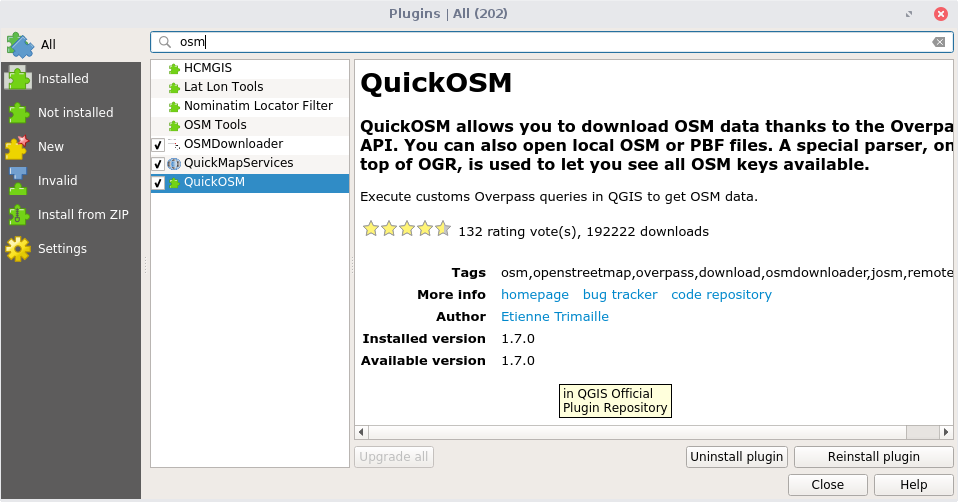 Plugins | All (202)
All
Installed
Not installed
New
Invalid
Install from ZIP
Settings
osm
HCMGIS
Lat Lon Tools
Nominatim Locator Filter
OSM Tools
OSMDownloader
QuickMapServices
QuickOSM
QuickOSM
QuickOSM allows you to download OSM data thanks to the Overpa
API. You can also open local OSM or PBF files. A special parser, on
top of OGR, is used to let you see all OSM keys available.
Execute customs Overpass queries in QGIS to get OSM data.
132 rating vote(s), 192222 downloads
Tags osm,openstreetmap,overpass,download,osmdownloader,josm,remote
More info homepage bug tracker code repository
Author Etienne Trimaille
Installed version 1.7.0
Available version 1.7.0
in QGIS Official
Plugin Repository
Upgrade all Uninstall plugin Reinstall plugin
Close Help